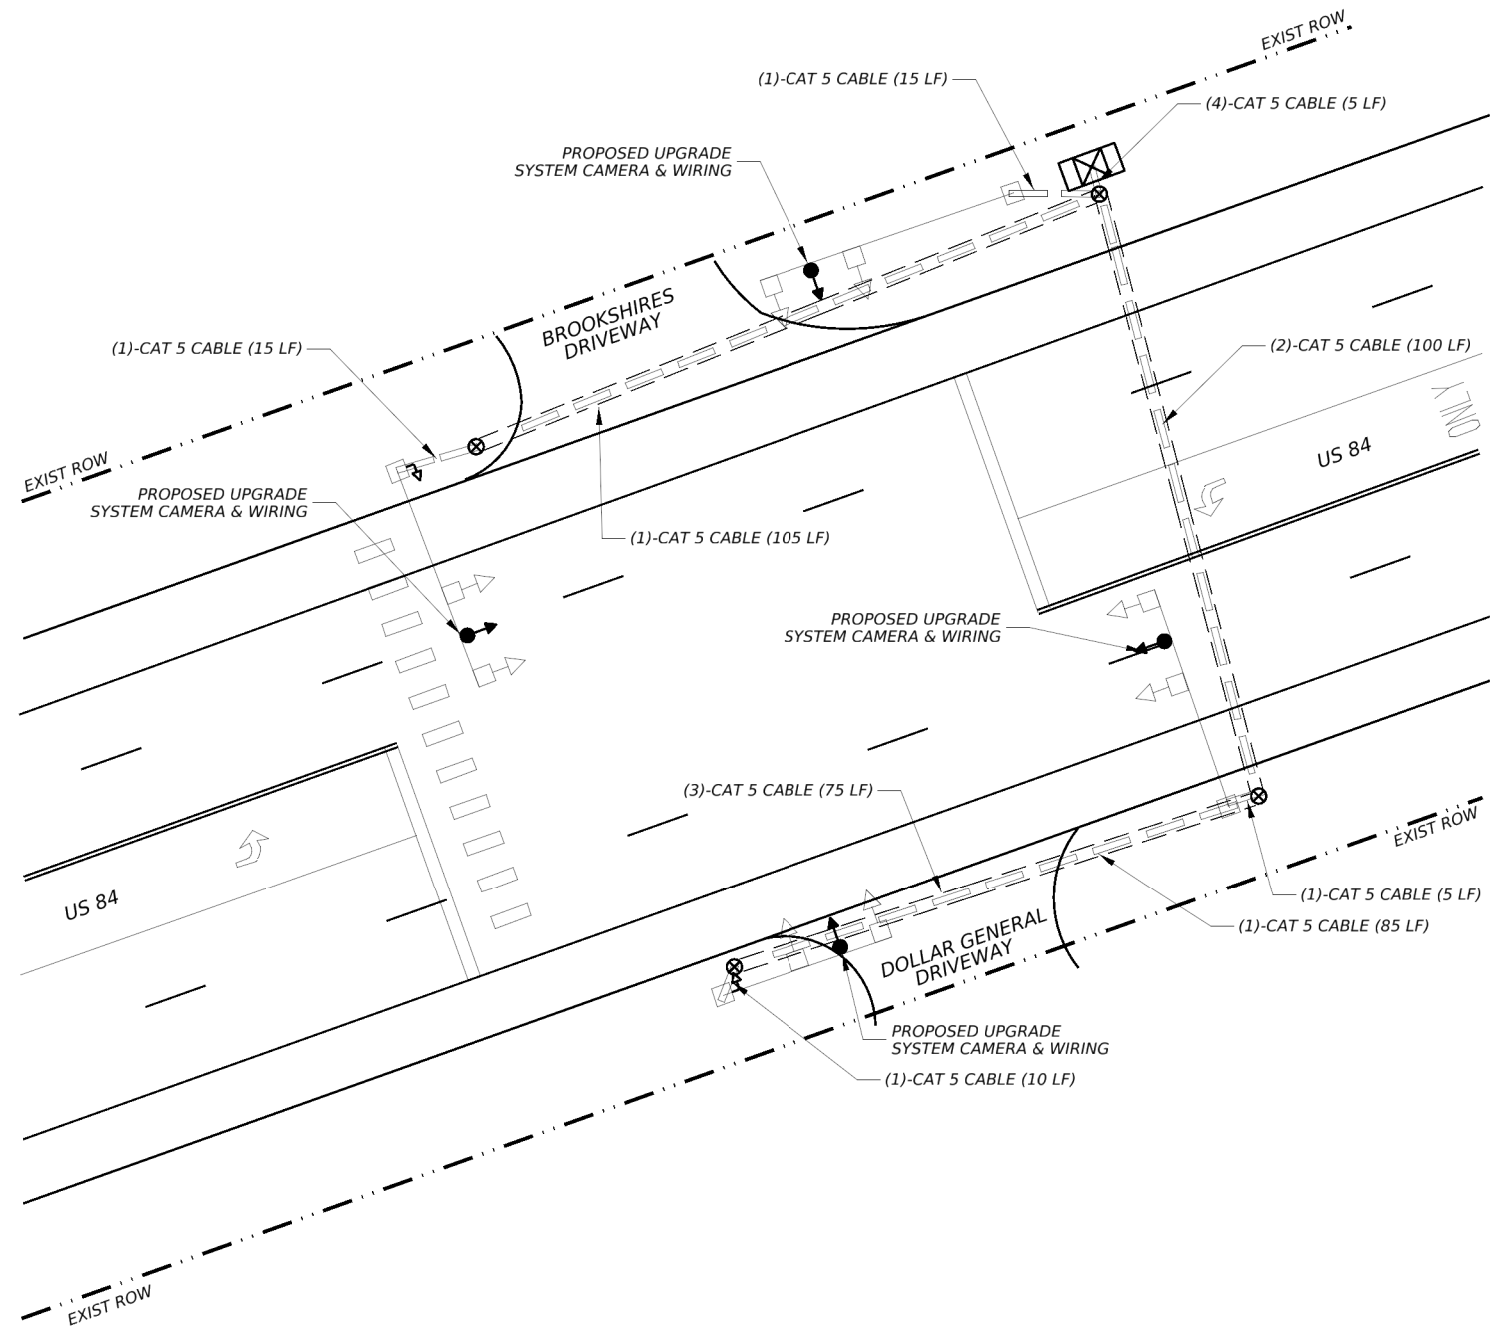 EXIST ROW
(1)-CAT 5 CABLE (15 LF)
(4)-CAT 5 CABLE (5 LF)
PROPOSED UPGRADE
SYSTEM CAMERA & WIRING
BROOKSHIRES
DRIVEWAY
(1)-CAT 5 CABLE (15 LF)
(2)-CAT 5 CABLE (100 LF)
ONLY
US 84
EXIST ROW
PROPOSED UPGRADE
SYSTEM CAMERA & WIRING
(1)-CAT 5 CABLE (105 LF)
PROPOSED UPGRADE
SYSTEM CAMERA & WIRING
(3)-CAT 5 CABLE (75 LF)
EXIST ROW
US 84
(1)-CAT 5 CABLE (5 LF)
(1)-CAT 5 CABLE (85 LF)
DOLLAR GENERAL
DRIVEWAY
PROPOSED UPGRADE
SYSTEM CAMERA & WIRING
(1)-CAT 5 CABLE (10 LF)
EXIST ROW